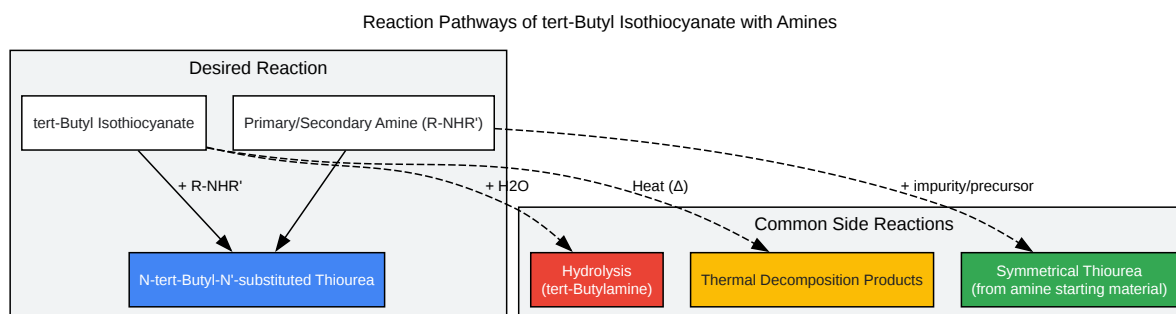 Reaction Pathways of tert-Butyl Isothiocyanate with Amines
Desired Reaction
tert-Butyl Isothiocyanate
Primary/Secondary Amine (R-NHR')
+ R-NHR'
+ H2O
Heat (Δ)
+ impurity/precursor
Common Side Reactions
N-tert-Butyl-N'-substituted Thiourea
Hydrolysis
(tert-Butylamine)
Thermal Decomposition Products
Symmetrical Thiourea
(from amine starting material)